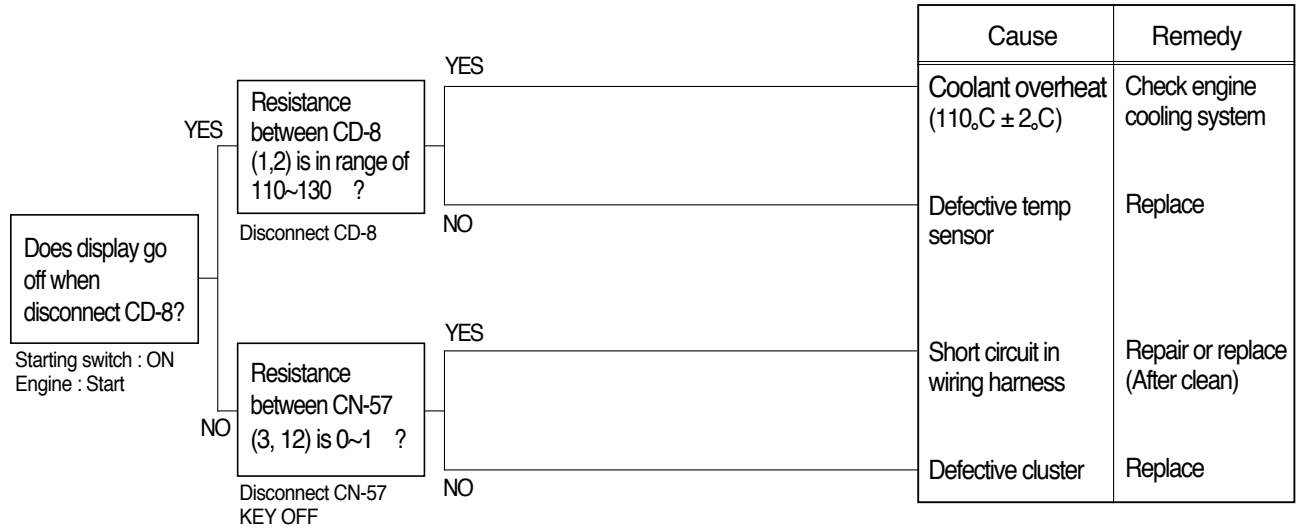 Does display go
off when
disconnect CD-8?
Starting switch : ON
Engine : Start
YES
Resistance
between CD-8
(1,2) is in range of
110~130 ?
Disconnect CD-8
NO
Resistance
between CN-57
(3, 12) is 0~1 ?
Disconnect CN-57
KEY OFF
YES
NO
YES
NO
Cause Remedy
Coolant overheat Check engine
(110°C ± 2°C) cooling system
Defective temp Replace
sensor
Short circuit in Repair or replace
wiring harness (After clean)
Defective cluster Replace